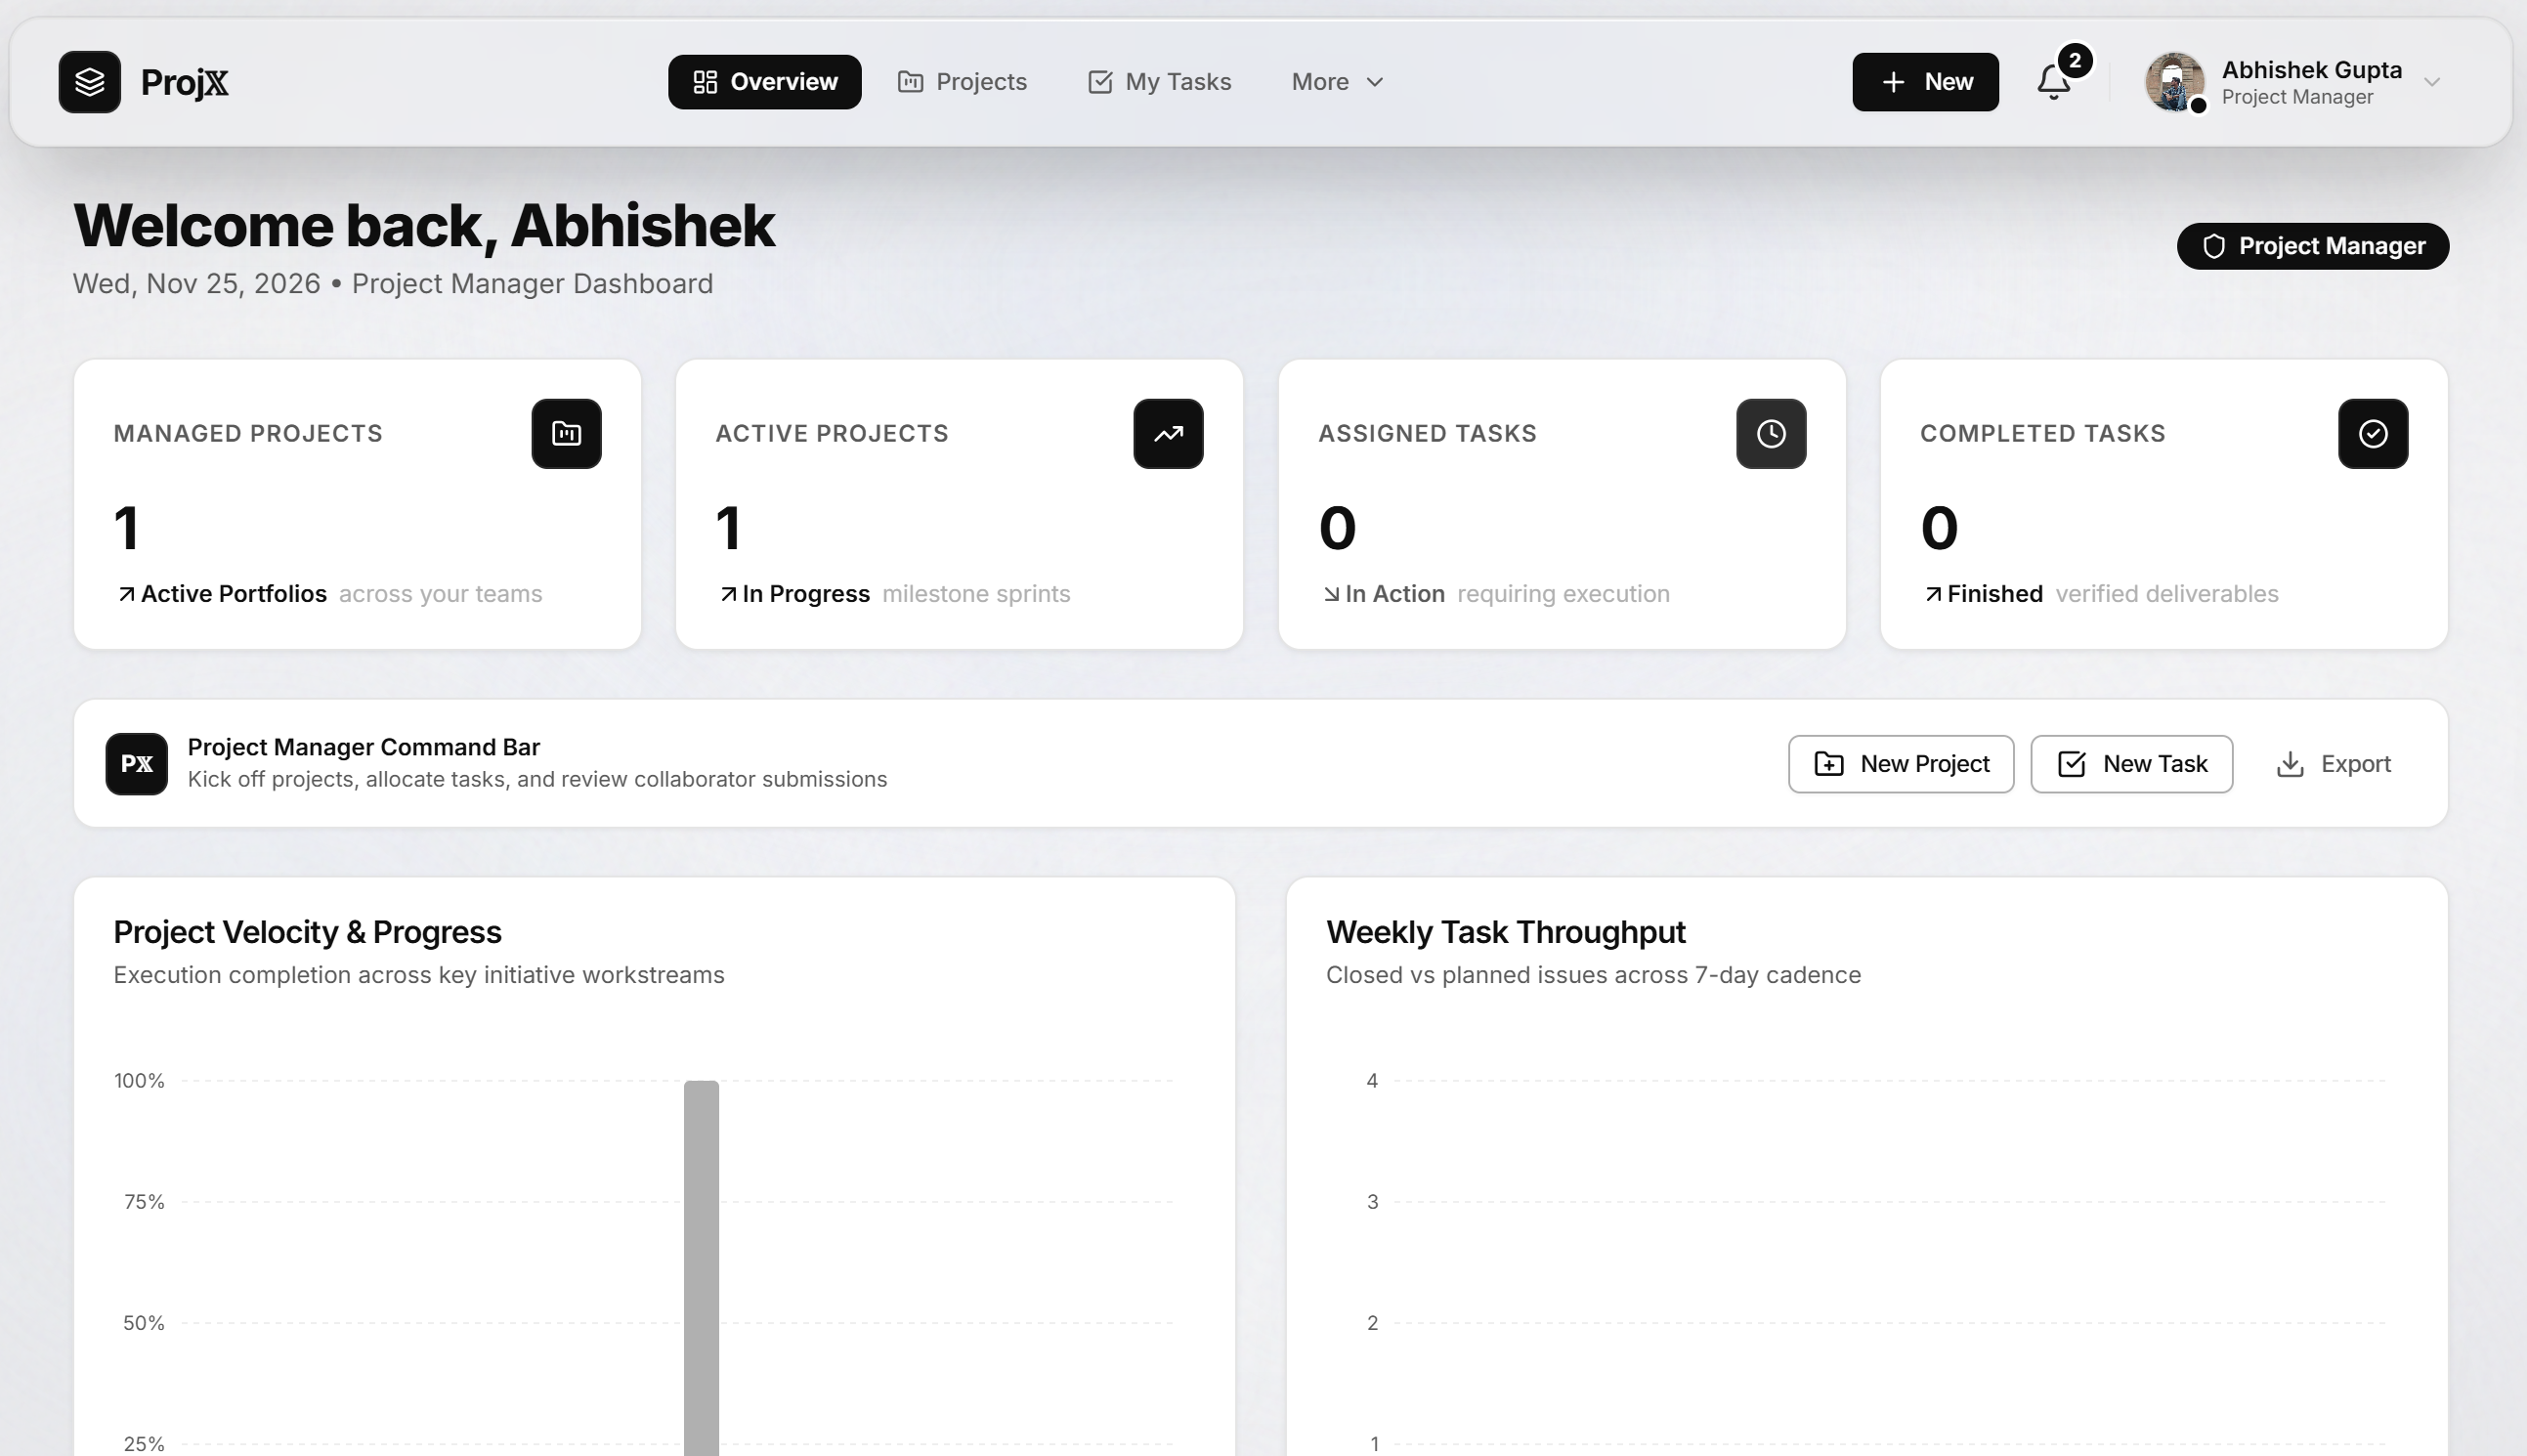 Proj𝕏
Overview
Projects
My Tasks
More
New
2
Abhishek Gupta
Project Manager
Welcome back, Abhishek
Wed, Nov 25, 2026 • Project Manager Dashboard
Project Manager
MANAGED PROJECTS
1
Active Portfolios across your teams
ACTIVE PROJECTS
1
In Progress milestone sprints
ASSIGNED TASKS
0
In Action requiring execution
COMPLETED TASKS
0
Finished verified deliverables
P𝕏
Project Manager Command Bar
Kick off projects, allocate tasks, and review collaborator submissions
New Project
New Task
Export
Project Velocity & Progress
Execution completion across key initiative workstreams
100%
75%
50%
25%
Weekly Task Throughput
Closed vs planned issues across 7-day cadence
4
3
2
1